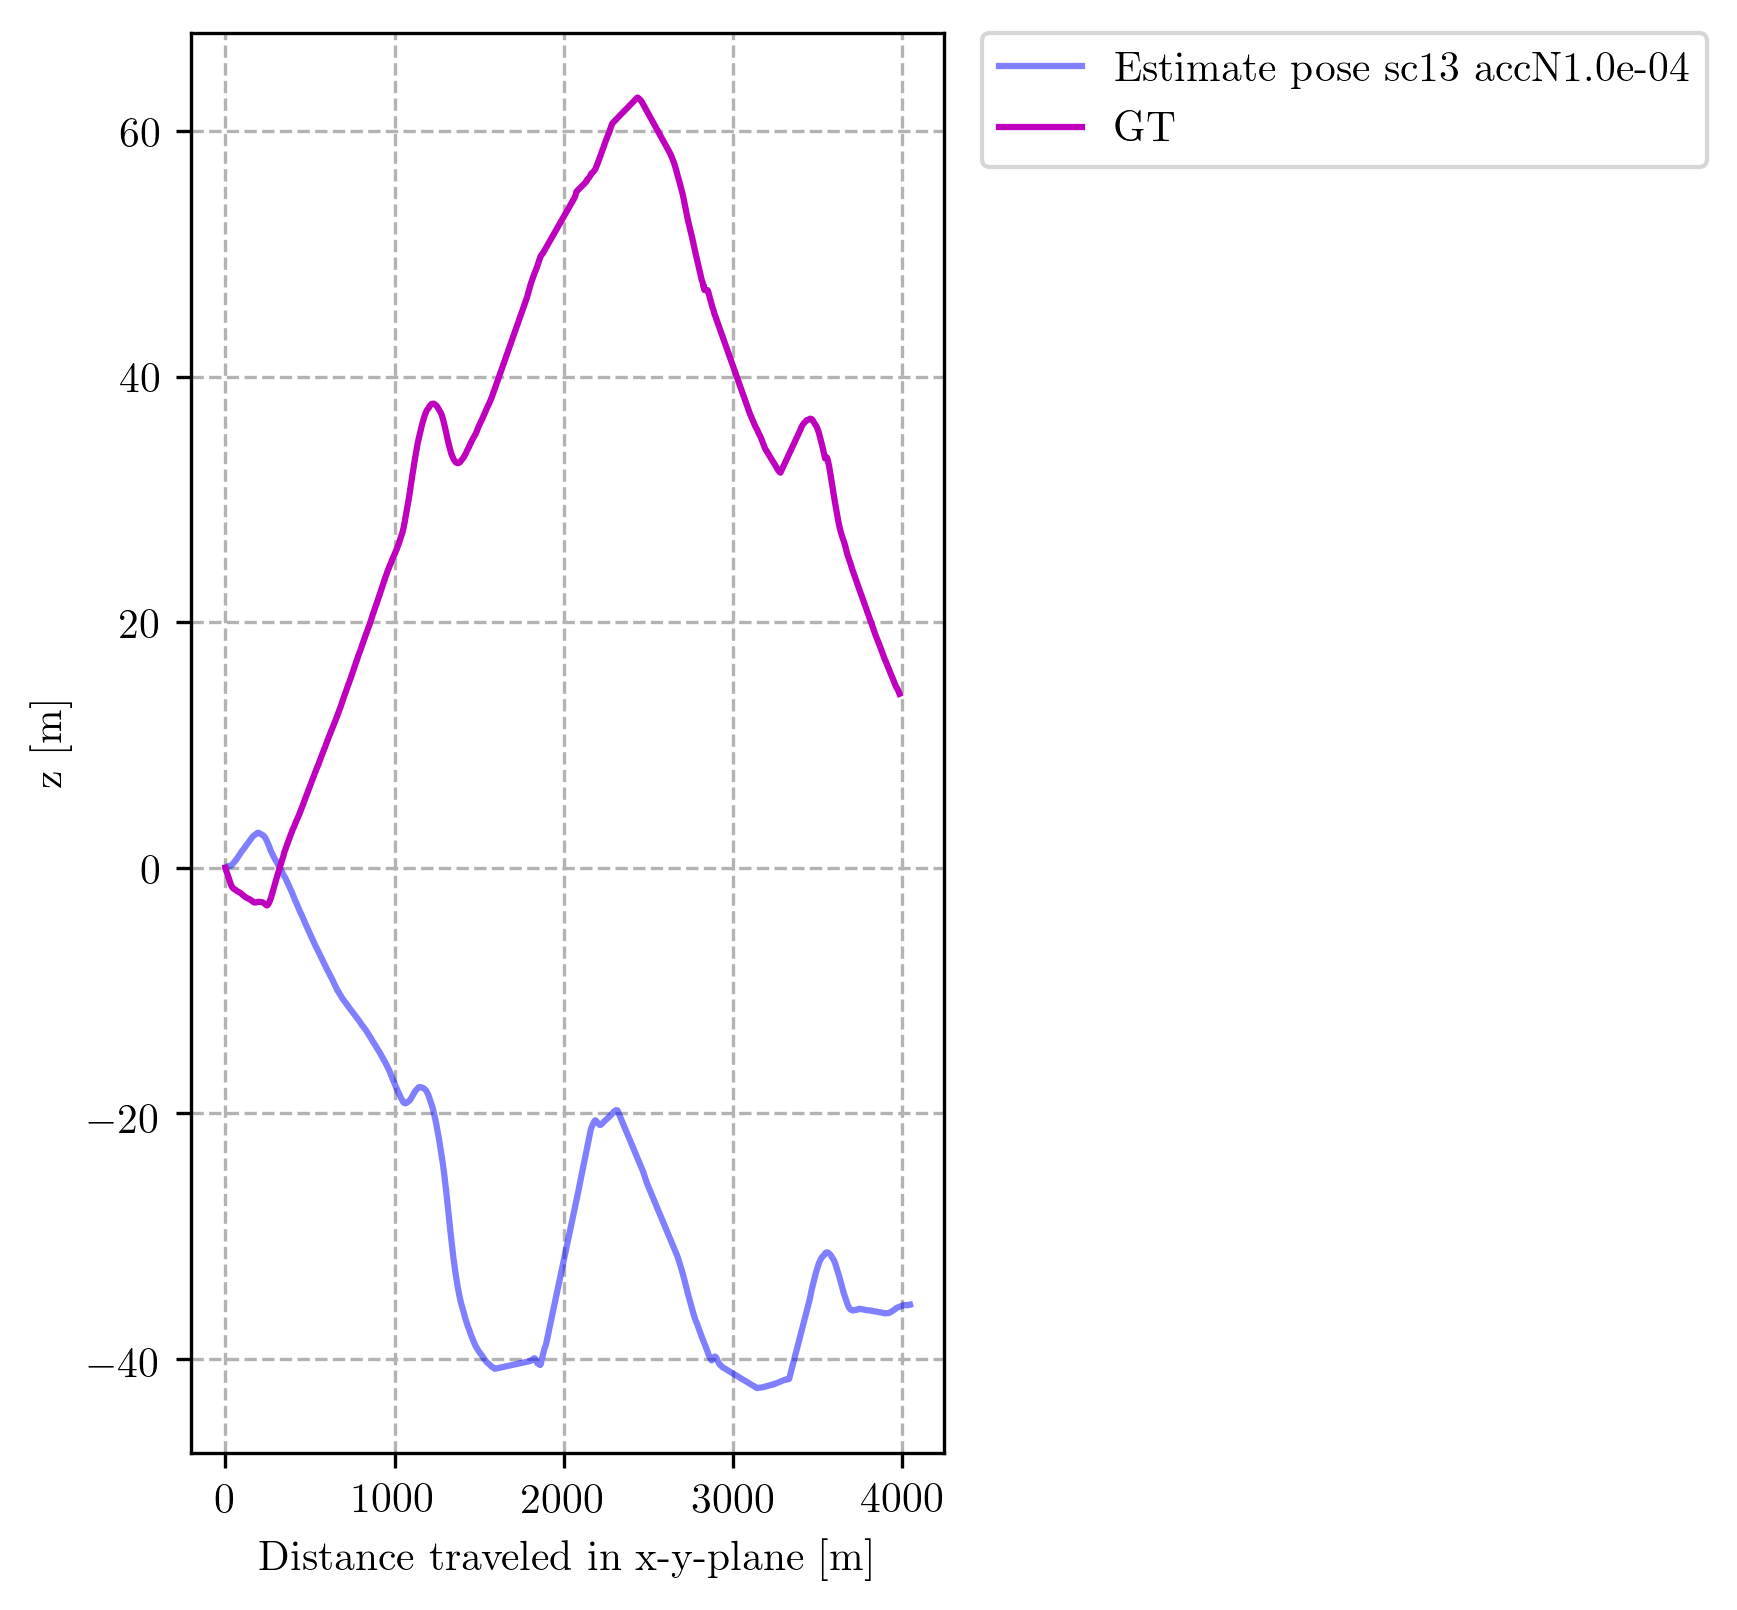 Estimate pose sc13 accN1.0e-04
GT
60
40
20
0
−20
−40
z [m]
0 1000 2000 3000 4000
Distance traveled in x-y-plane [m]